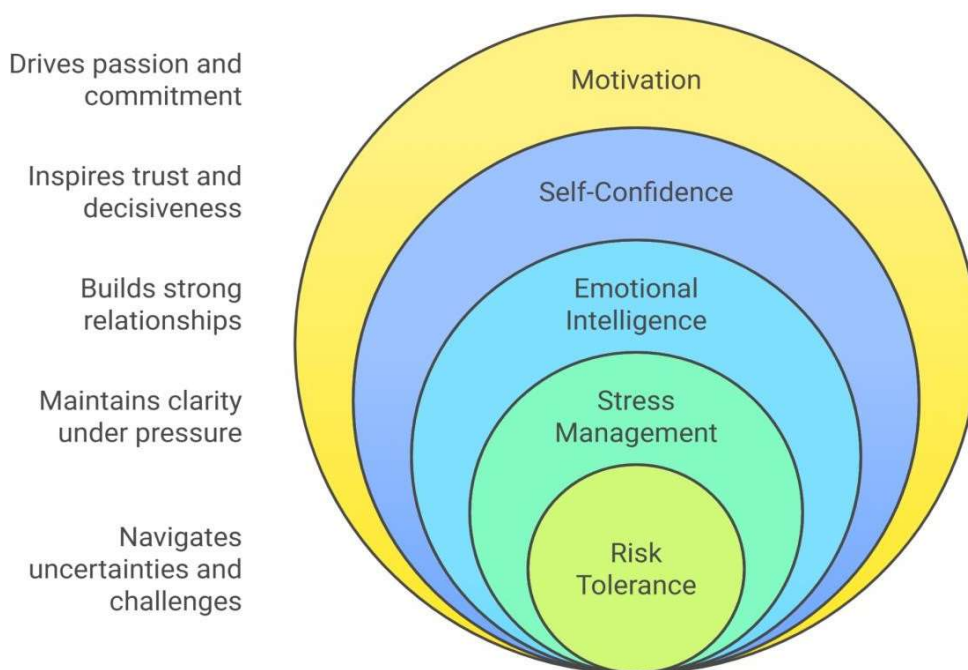 Drives passion and
commitment
Motivation
Inspires trust and
decisiveness
Self-Confidence
Builds strong
relationships
Emotional
Intelligence
Maintains clarity
under pressure
Stress
Management
Navigates
uncertainties and
challenges
Risk
Tolerance